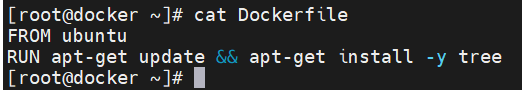 [root@docker ~]# cat Dockerfile
FROM ubuntu
RUN apt-get update && apt-get install -y tree
[root@docker ~]#